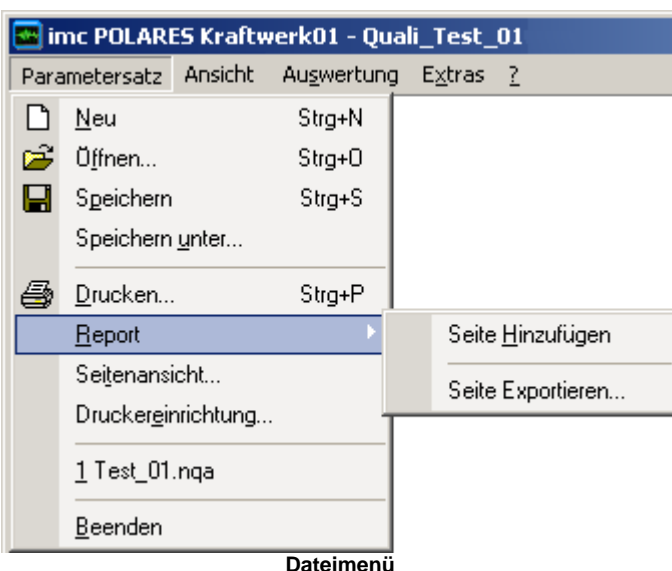 imc POLARES Kraftwerk01 - Quali_Test_01
Parametersatz Ansicht Auswertung Extras ?
Neu Strg+N
Öffnen... Strg+O
Speichern Strg+S
Speichern unter...
Drucken... Strg+P
Report
Seite Hinzufügen
Seitenansicht...
Seite Exportieren...
Druckereinrichtung...
1 Test_01.nqa
Beenden
Dateimenü